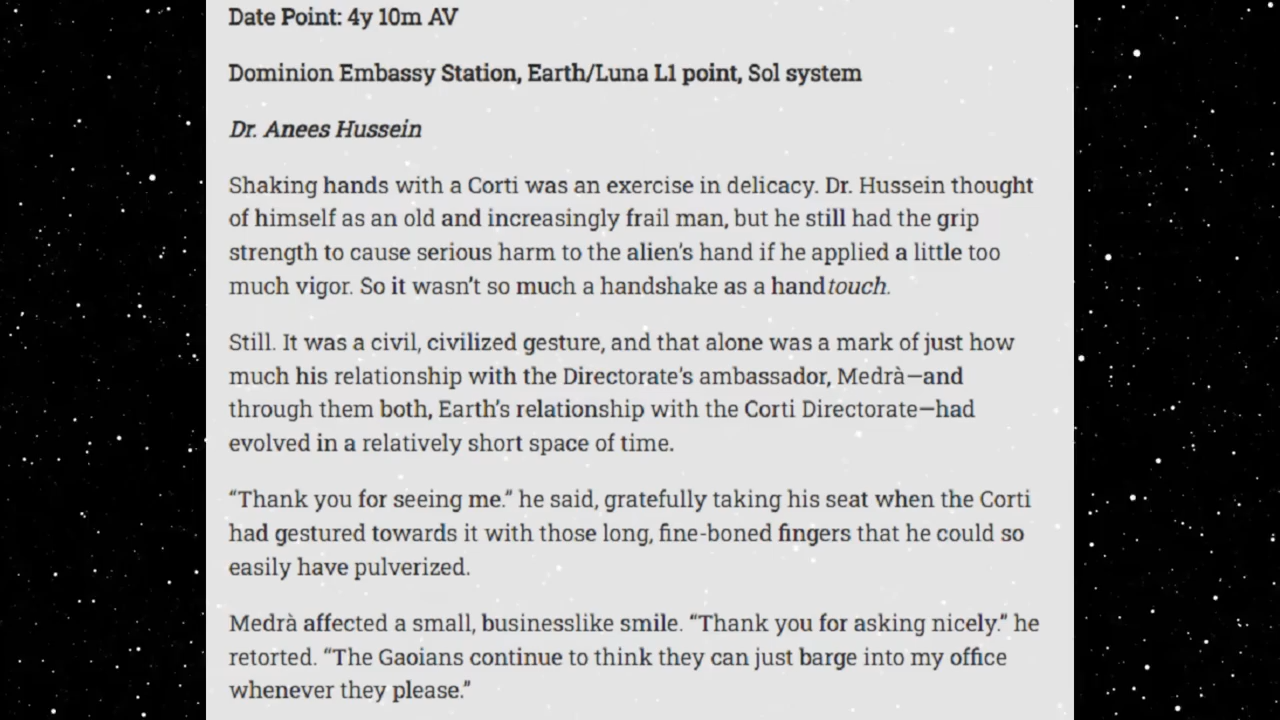 Date Point: 4y 10m AV
Dominion Embassy Station, Earth/Luna L1 point, Sol system
Dr. Anees Hussein
Shaking hands with a Corti was an exercise in delicacy. Dr. Hussein thought
of himself as an old and increasingly frail man, but he still had the grip
strength to cause serious harm to the alien’s hand if he applied a little too
much vigor. So it wasn’t so much a handshake as a handtouch.
Still. It was a civil, civilized gesture, and that alone was a mark of just how
much his relationship with the Directorate’s ambassador, Medrà—and
through them both, Earth’s relationship with the Corti Directorate—had
evolved in a relatively short space of time.
“Thank you for seeing me.” he said, gratefully taking his seat when the Corti
had gestured towards it with those long, fine-boned fingers that he could so
easily have pulverized.
Medrà affected a small, businesslike smile. “Thank you for asking nicely.” he
retorted. “The Gaoians continue to think they can just barge into my office
whenever they please.”